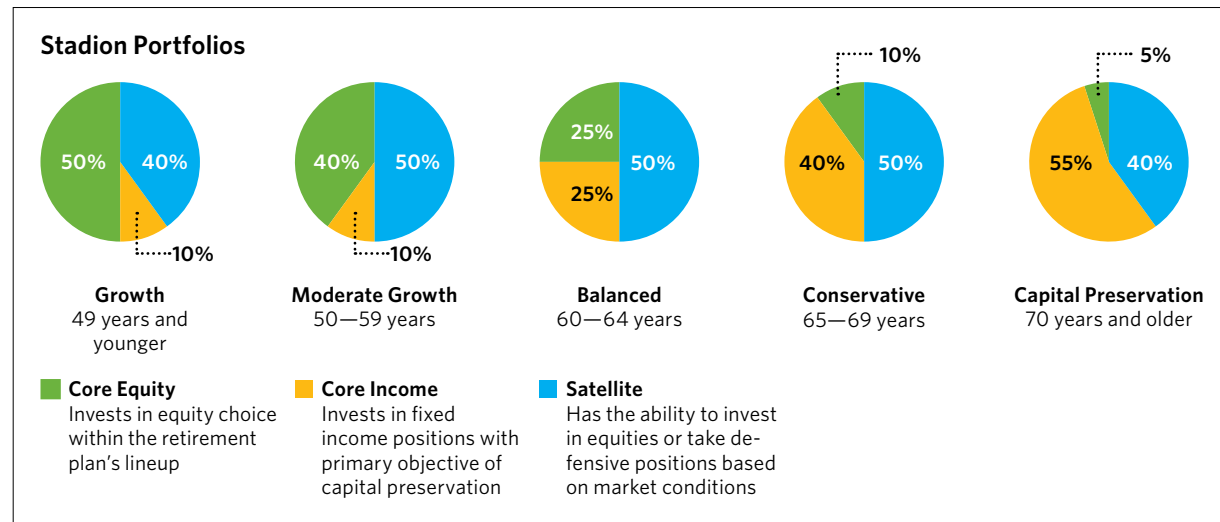 Stadion Portfolios
50%
40%
10%
40%
50%
10%
25%
50%
25%
10%
40%
50%
5%
55%
40%
Growth
49 years and
younger
Moderate Growth
50—59 years
Balanced
60—64 years
Conservative
65—69 years
Capital Preservation
70 years and older
Core Equity
Invests in equity choice
within the retirement
plan's lineup
Core Income
Invests in fixed
income positions with
primary objective of
capital preservation
Satellite
Has the ability to invest
in equities or take de-
fensive positions based
on market conditions